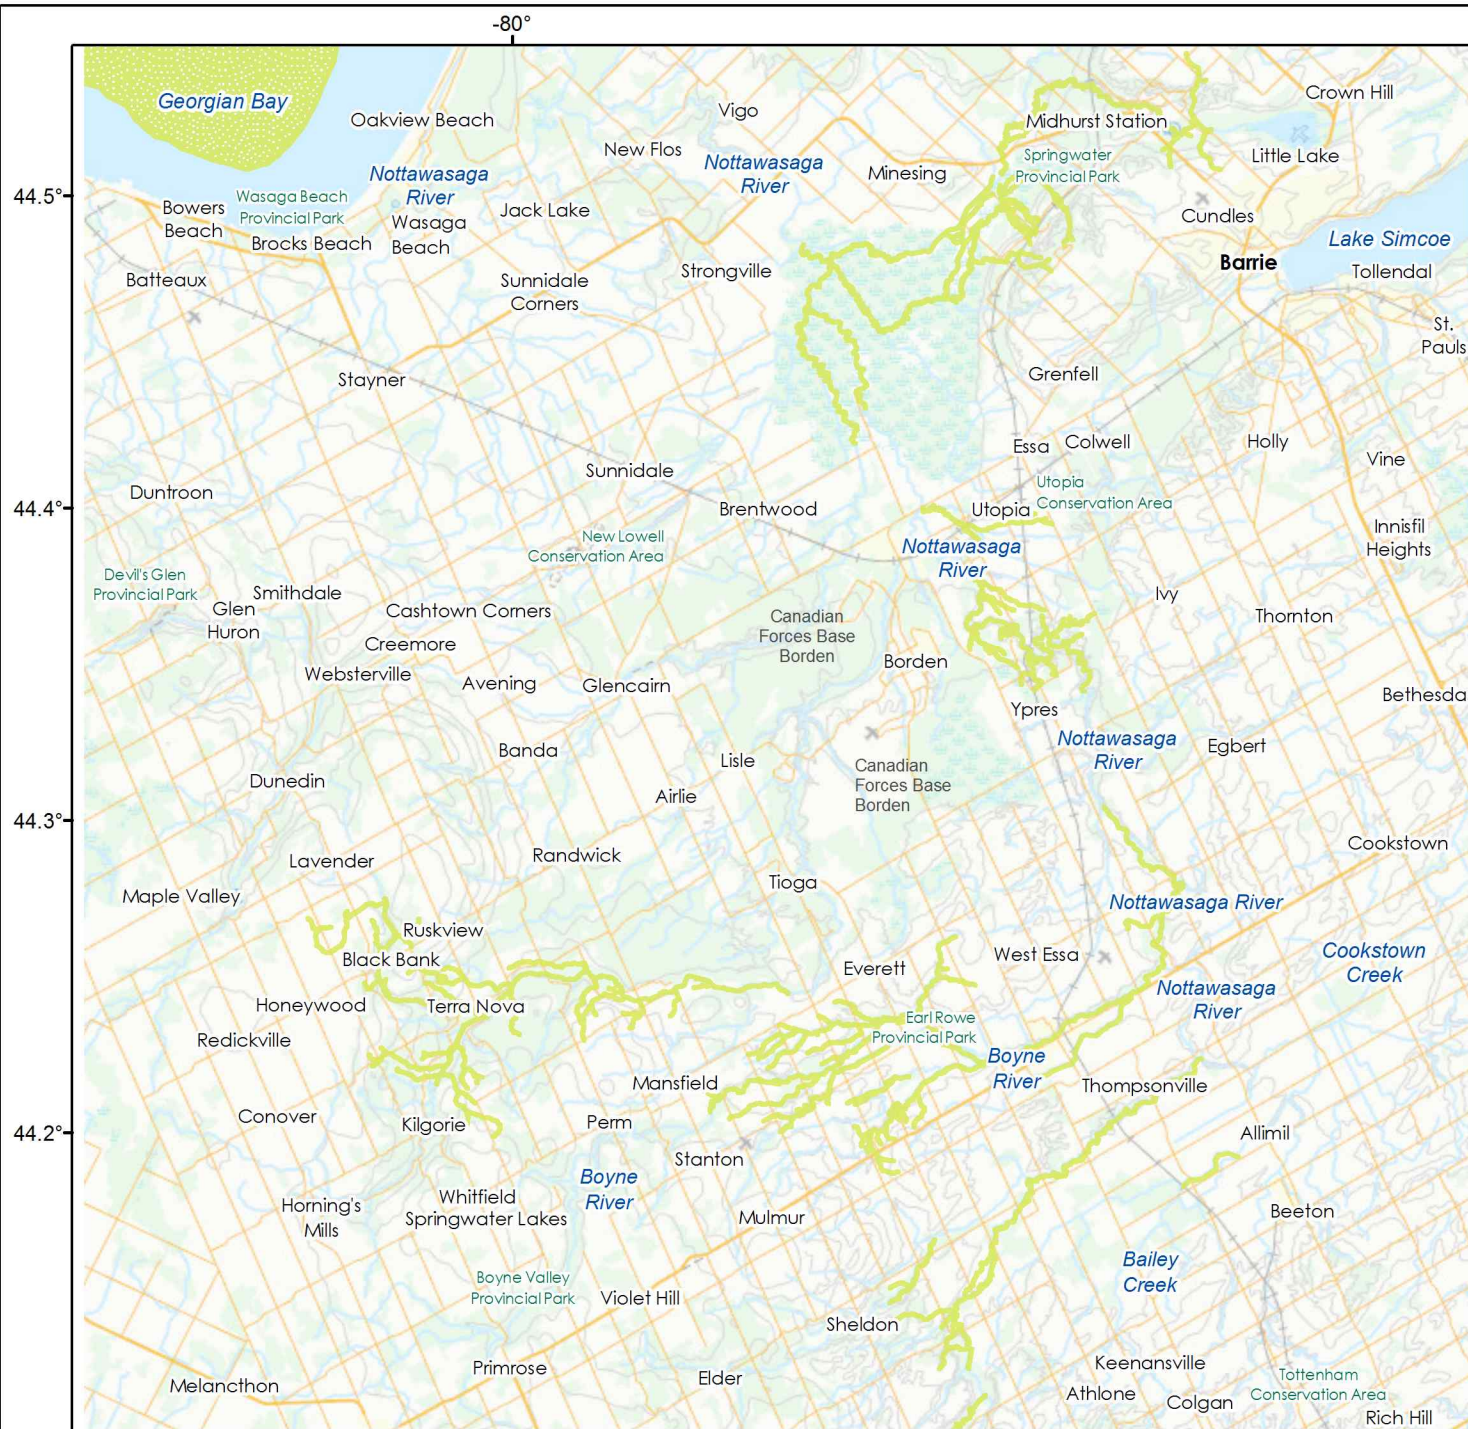 -80°
Georgian Bay
Oakview Beach
Vigo
Crown Hill
Midhurst Station
New Flos
Nottawasaga
River
Minesing
Springwater
Provincial Park
Little Lake
Nottawasaga
River
44.5°
Wasaga Beach
Provincial Park
Bowers
Beach
Brocks Beach
Wasaga
Beach
Jack Lake
Cundles
Lake Simcoe
Barrie
Tollendal
Batteaux
Sunnidale
Corners
Strongville
St.
Pauls
Stayner
Grenfell
Essa
Colwell
Holly
Vine
Sunnidale
Duntroon
Utopia
Conservation Area
44.4°
Brentwood
Utopia
Innisfil
Heights
New Lowell
Conservation Area
Nottawasaga
River
Devil's Glen
Provincial Park
Smithdale
Glen
Huron
Cashtown Corners
Canadian
Forces Base
Borden
Ivy
Thornton
Creemore
Websterville
Avening
Glencairn
Borden
Bethesda
Ypres
Nottawasaga
River
Egbert
Banda
Lisle
Dunedin
Airlie
Canadian
Forces Base
Borden
44.3°
Cookstown
Lavender
Randwick
Maple Valley
Tioga
Nottawasaga River
Ruskview
Black Bank
Everett
West Essa
Cookstown
Creek
Honeywood
Terra Nova
Nottawasaga
River
Earl Rowe
Provincial Park
Redickville
Boyne
River
Mansfield
Thompsonville
Conover
Kilgorie
Perm
44.2°
Allimil
Stanton
Boyne
River
Horning's
Mills
Whitfield
Springwater Lakes
Mulmur
Beeton
Bailey
Creek
Boyne Valley
Provincial Park
Violet Hill
Sheldon
Primrose
Elder
Keenansville
Melancthon
Athlone
Colgan
Tottenham
Conservation Area
Rich Hill